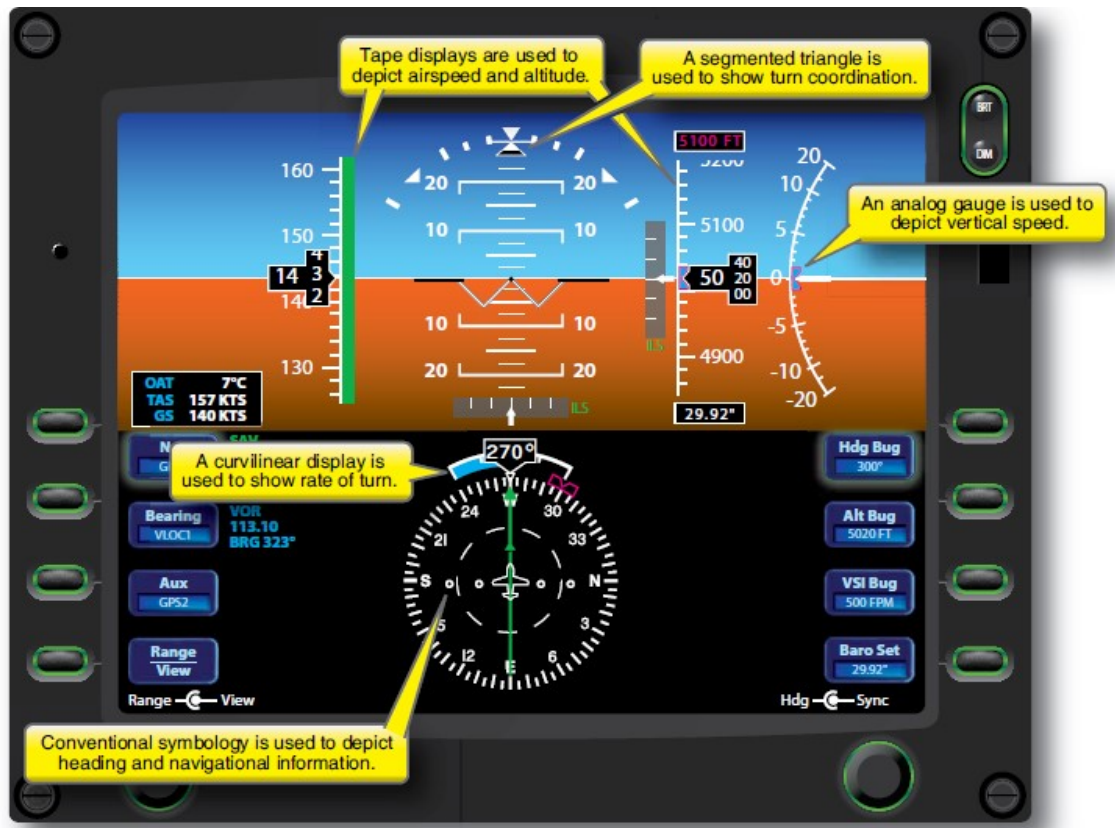 Tape displays are used to
depict airspeed and altitude.
A segmented triangle is
used to show turn coordination.
BRT
DIM
5100 FT
160
150
140
130
14
4
3
2
20
20
10
10
10
10
20
20
5200
5100
4900
50
40
20
00
20
10
5
0
-5
-10
-20
An analog gauge is used to
depict vertical speed.
ILS
ILS
29.92"
OAT 7°C
TAS 157 KTS
GS 140 KTS
SAV
A curvilinear display is
used to show rate of turn.
270°
Hdg Bug
300°
Bearing
VLOC1
VOR
113.10
BRG 323°
Alt Bug
5020 FT
Aux
GPS2
VSI Bug
500 FPM
Range
View
Baro Set
29.92"
24
W
30
21
33
S
N
15
3
12
E
6
Range View
Hdg Sync
Conventional symbology is used to depict
heading and navigational information.